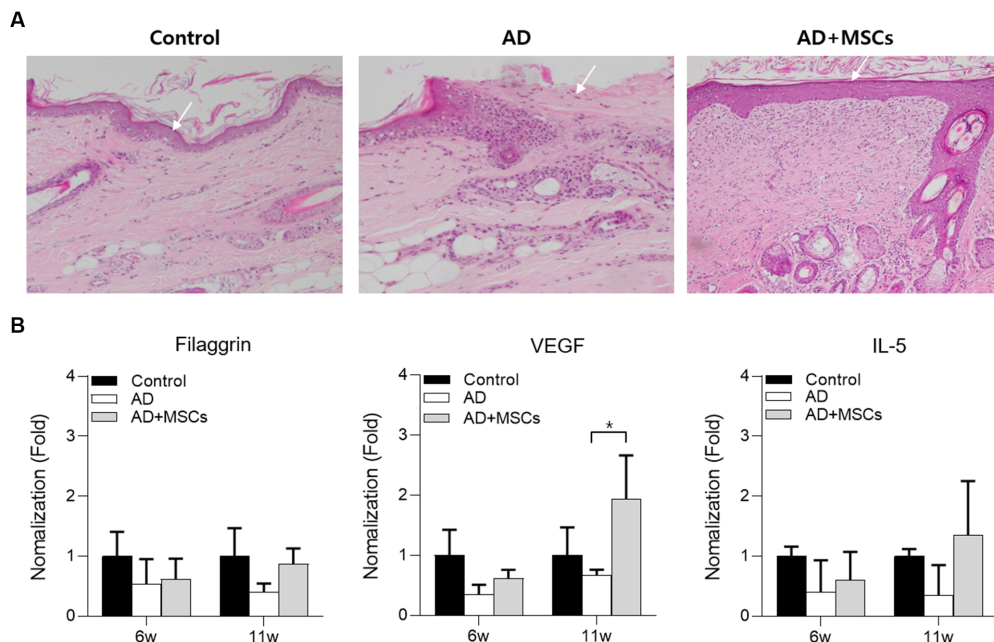 A
Control
AD
AD+MSCs
B
Filaggrin
VEGF
IL-5
Nomalization (Fold)
4
3
2
1
0
Control
AD
AD+MSCs
6w
11w
Nomalization (Fold)
4
3
2
1
0
Control
AD
AD+MSCs
*
6w
11w
Nomalization (Fold)
4
3
2
1
0
Control
AD
AD+MSCs
6w
11w